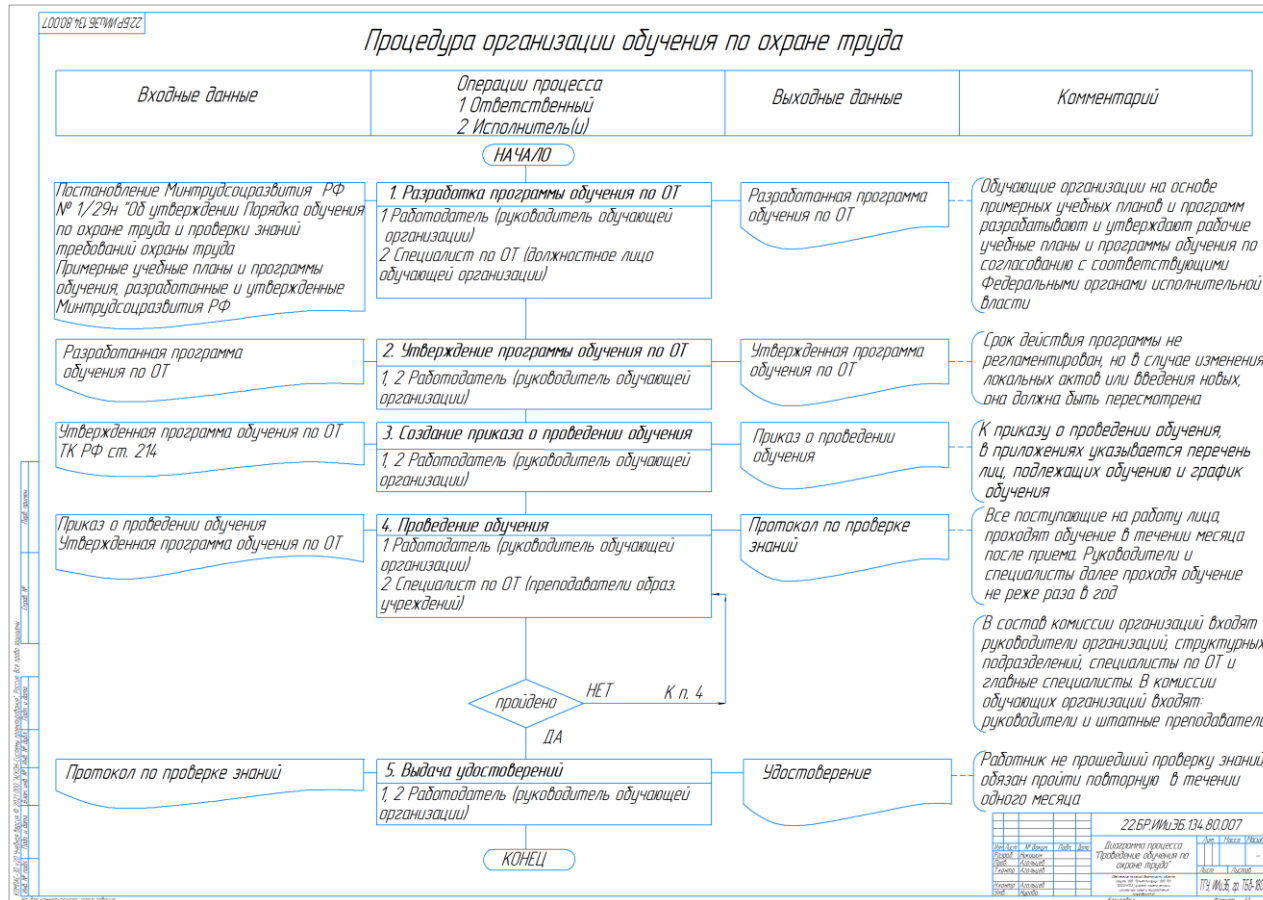 22.БР.ИИиЭБ.134.80.007
Процедура организации обучения по охране труда
Входные данные
Операции процесса
1 Ответственный
2 Исполнитель(и)
Выходные данные
Комментарий
НАЧАЛО
Постановление Минтрудсоцразвития РФ
№ 1/29н "Об утверждении Порядка обучения
по охране труда и проверки знаний
требований охраны труда
Примерные учебные планы и программы
обучения, разработанные и утвержденные
Минтрудсоцразвития РФ
1. Разработка программы обучения по ОТ
1 Работодатель (руководитель обучающей
организации)
2 Специалист по ОТ (должностное лицо
обучающей организации)
Разработанная программа
обучения по ОТ
Обучающие организации на основе
примерных учебных планов и программ
разрабатывают и утверждают рабочие
учебные планы и программы обучения по
согласованию с соответствующими
Федеральными органами исполнительной
власти
Разработанная программа
обучения по ОТ
2. Утверждение программы обучения по ОТ
1, 2 Работодатель (руководитель обучающей
организации)
Утвержденная программа
обучения по ОТ
Срок действия программы не
регламентирован, но в случае изменения
локальных актов или введения новых,
она должна быть пересмотрена
Утвержденная программа обучения по ОТ
ТК РФ ст. 214
3. Создание приказа о проведении обучения
1, 2 Работодатель (руководитель обучающей
организации)
Приказ о проведении
обучения
К приказу о проведении обучения,
в приложениях указывается перечень
лиц, подлежащих обучению и график
обучения
Приказ о проведении обучения
Утвержденная программа обучения по ОТ
4. Проведение обучения
1 Работодатель (руководитель обучающей
организации)
2 Специалист по ОТ (преподаватели образ.
учреждений)
Протокол по проверке
знаний
Все поступающие на работу лица,
проходят обучение в течении месяца
после приема. Руководители и
специалисты далее проходя обучение
не реже раза в год
В состав комиссии организаций входят
руководители организаций, структурных
подразделений, специалисты по ОТ и
главные специалисты. В комиссии
обучающих организаций входят:
руководители и штатные преподаватели
пройдено
НЕТ
К п. 4
ДА
Протокол по проверке знаний
5. Выдача удостоверений
1, 2 Работодатель (руководитель обучающей
организации)
Удостоверение
Работник не прошедший проверку знаний,
обязан пройти повторную в течении
одного месяца
КОНЕЦ
22.БР.ИИиЭБ.134.80.007
Диаграмма процесса
"Проведение обучения по
охране труда"
Лит. Масса
Лист Листов